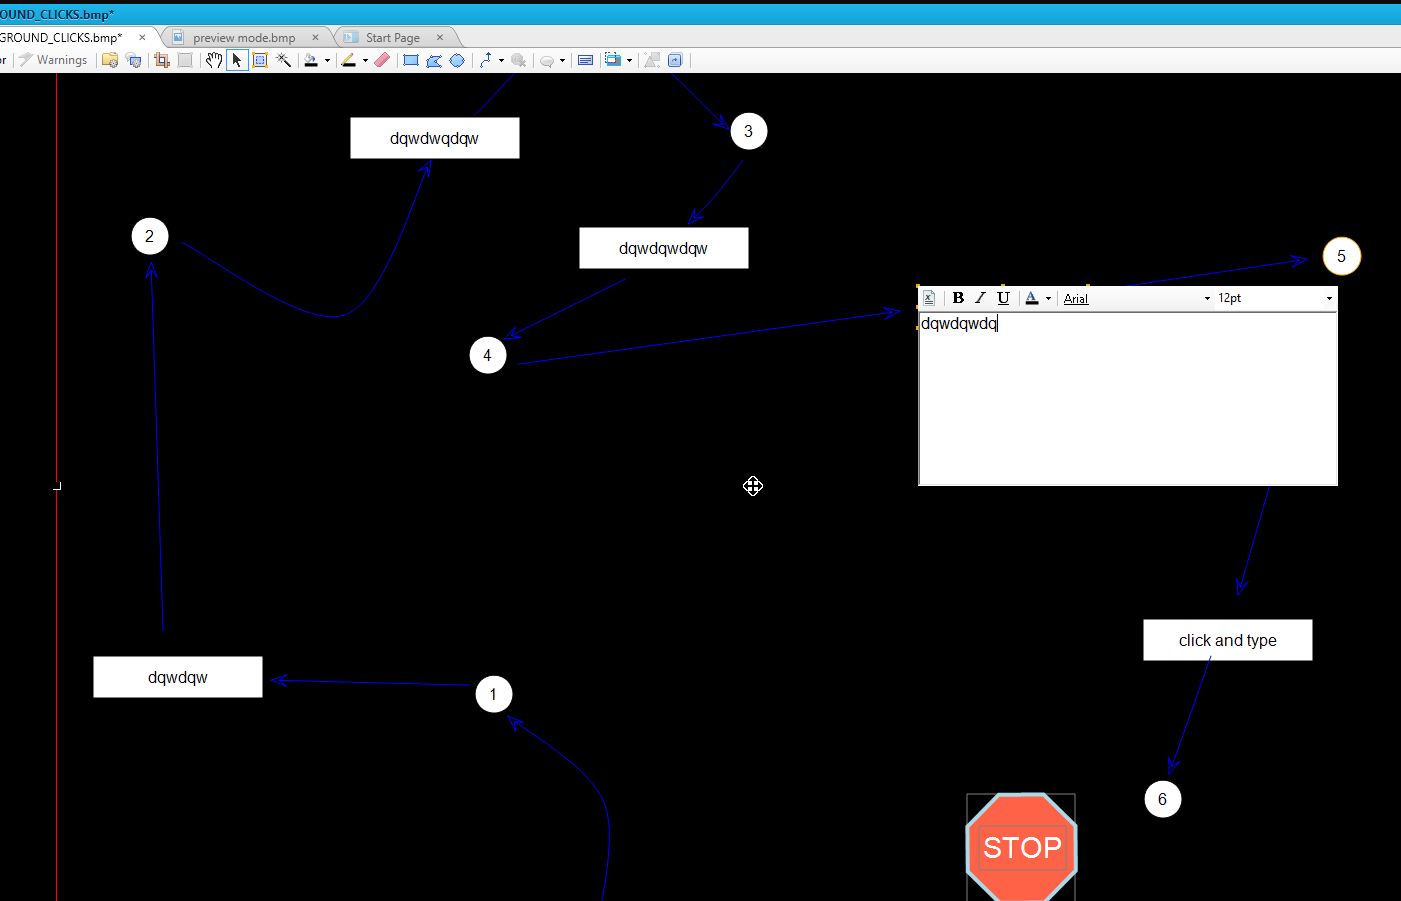 OUND_CLICKS.bmp*
GROUND_CLICKS.bmp*
preview mode.bmp
Start Page
or
Warnings
dqwdwqdqw
3
2
dqwdqwdqw
5
B I U A Arial 12pt
dqwdqwdq
4
click and type
dqwdqw
1
6
STOP